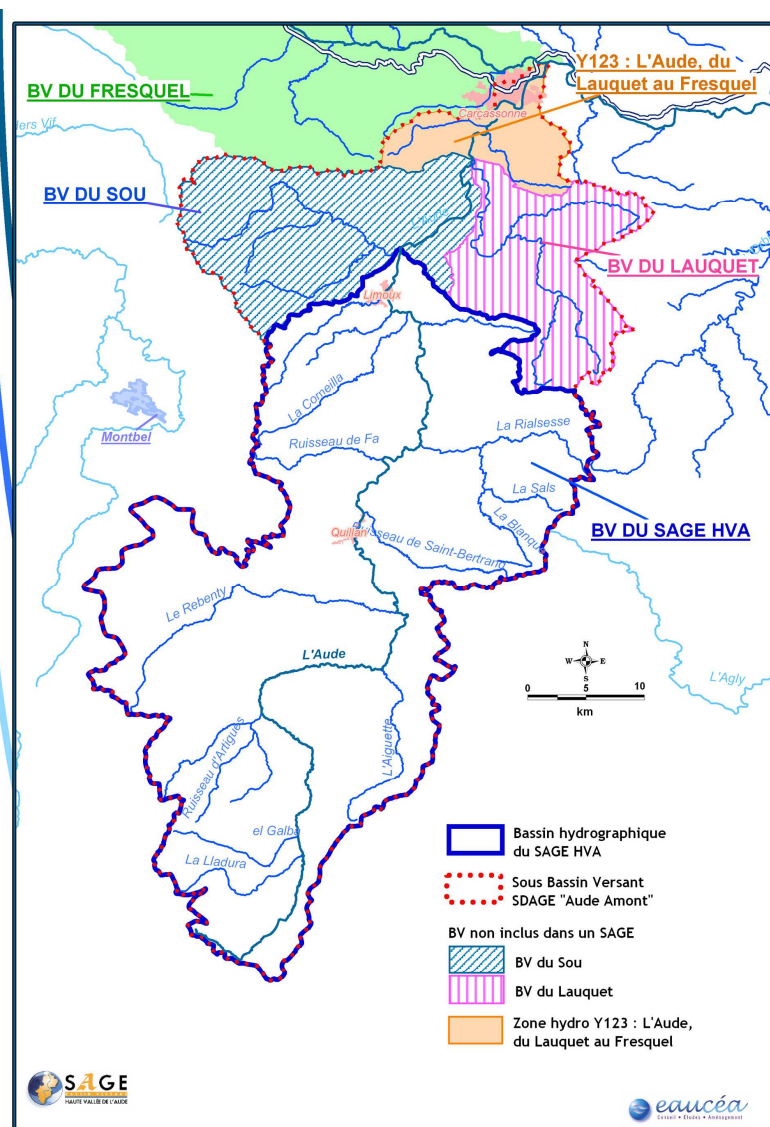 Y123 : L'Aude, du
Lauquet au Fresquel
BV DU FRESQUEL
Carcassonne
lers Vif
BV DU SOU
BV DU LAUQUET
Limoux
La Corneilla
Montbel
La Rialsesse
Ruisseau de Fa
La Sals
La Blanque
BV DU SAGE HVA
Quillan
Ruisseau de Saint-Bertrand
Le Rebenty
L'Aude
N
W E
S
0 5 10
km
L'Agly
Ruisseau d'Artigues
L'Aiguette
el Galba
La Lladura
Bassin hydrographique
du SAGE HVA
Sous Bassin Versant
SDAGE "Aude Amont"
BV non inclus dans un SAGE
BV du Sou
BV du Lauquet
Zone hydro Y123 : L'Aude,
du Lauquet au Fresquel
SAGE
HAUTE VALLÉE DE L'AUDE
eaucéa
Conseil • Études • Aménagement